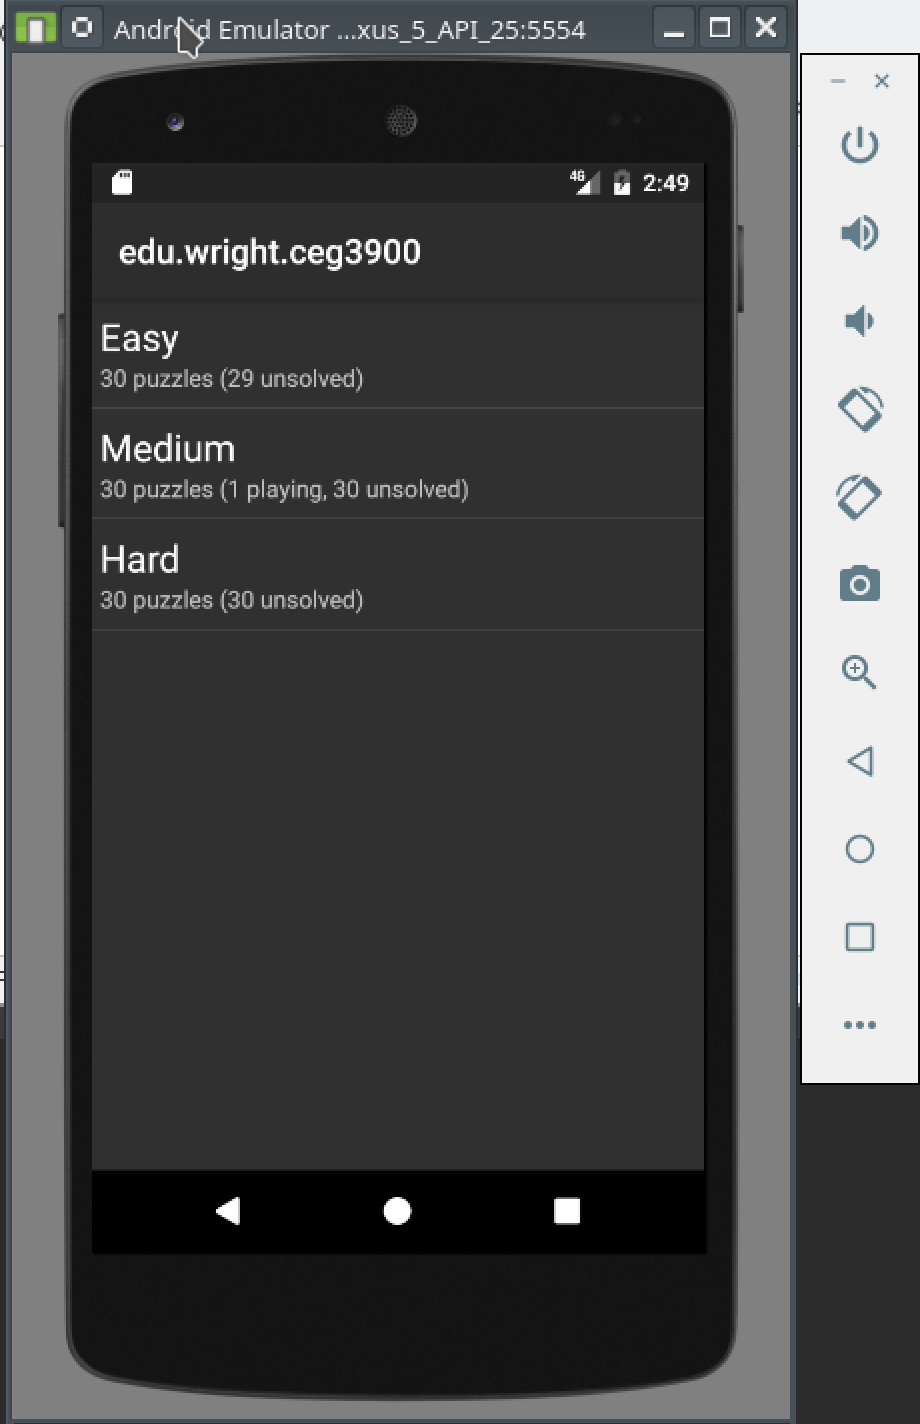 Android Emulator ...xus_5_API_25:5554
4G 2:49
edu.wright.ceg3900
Easy
30 puzzles (29 unsolved)
Medium
30 puzzles (1 playing, 30 unsolved)
Hard
30 puzzles (30 unsolved)